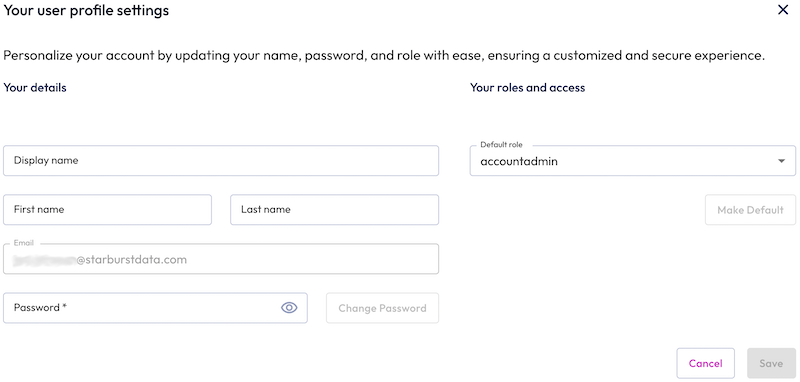 Your user profile settings
Personalize your account by updating your name, password, and role with ease, ensuring a customized and secure experience.
Your details
Your roles and access
Display name
Default role
accountadmin
First name
Last name
Make Default
Email
@starburstdata.com
Password *
Change Password
Cancel
Save